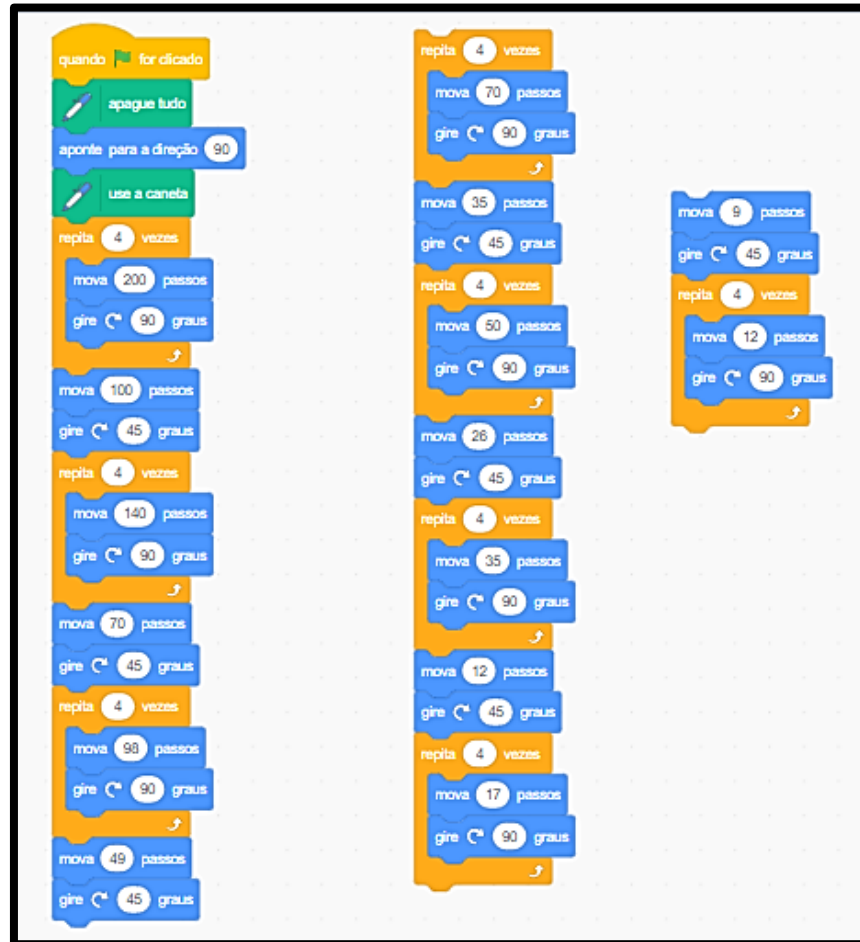 quando for clicado
apague tudo
aponte para a direção 90
use a caneta
repita 4 vezes
mova 200 passos
gire 90 graus
mova 100 passos
gire 45 graus
repita 4 vezes
mova 140 passos
gire 90 graus
mova 70 passos
gire 45 graus
repita 4 vezes
mova 98 passos
gire 90 graus
mova 49 passos
gire 45 graus
repita 4 vezes
mova 70 passos
gire 90 graus
mova 35 passos
gire 45 graus
repita 4 vezes
mova 50 passos
gire 90 graus
mova 26 passos
gire 45 graus
repita 4 vezes
mova 35 passos
gire 90 graus
mova 12 passos
gire 45 graus
repita 4 vezes
mova 17 passos
gire 90 graus
mova 9 passos
gire 45 graus
repita 4 vezes
mova 12 passos
gire 90 graus